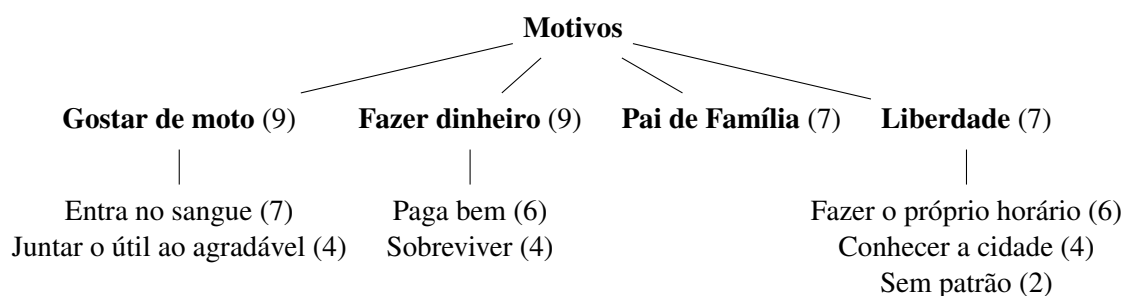 Motivos
Gostar de moto (9) Fazer dinheiro (9) Pai de Família (7) Liberdade (7)
Entra no sangue (7) Paga bem (6) Fazer o próprio horário (6)
Juntar o útil ao agradável (4) Sobreviver (4) Conhecer a cidade (4)
Sem patrão (2)